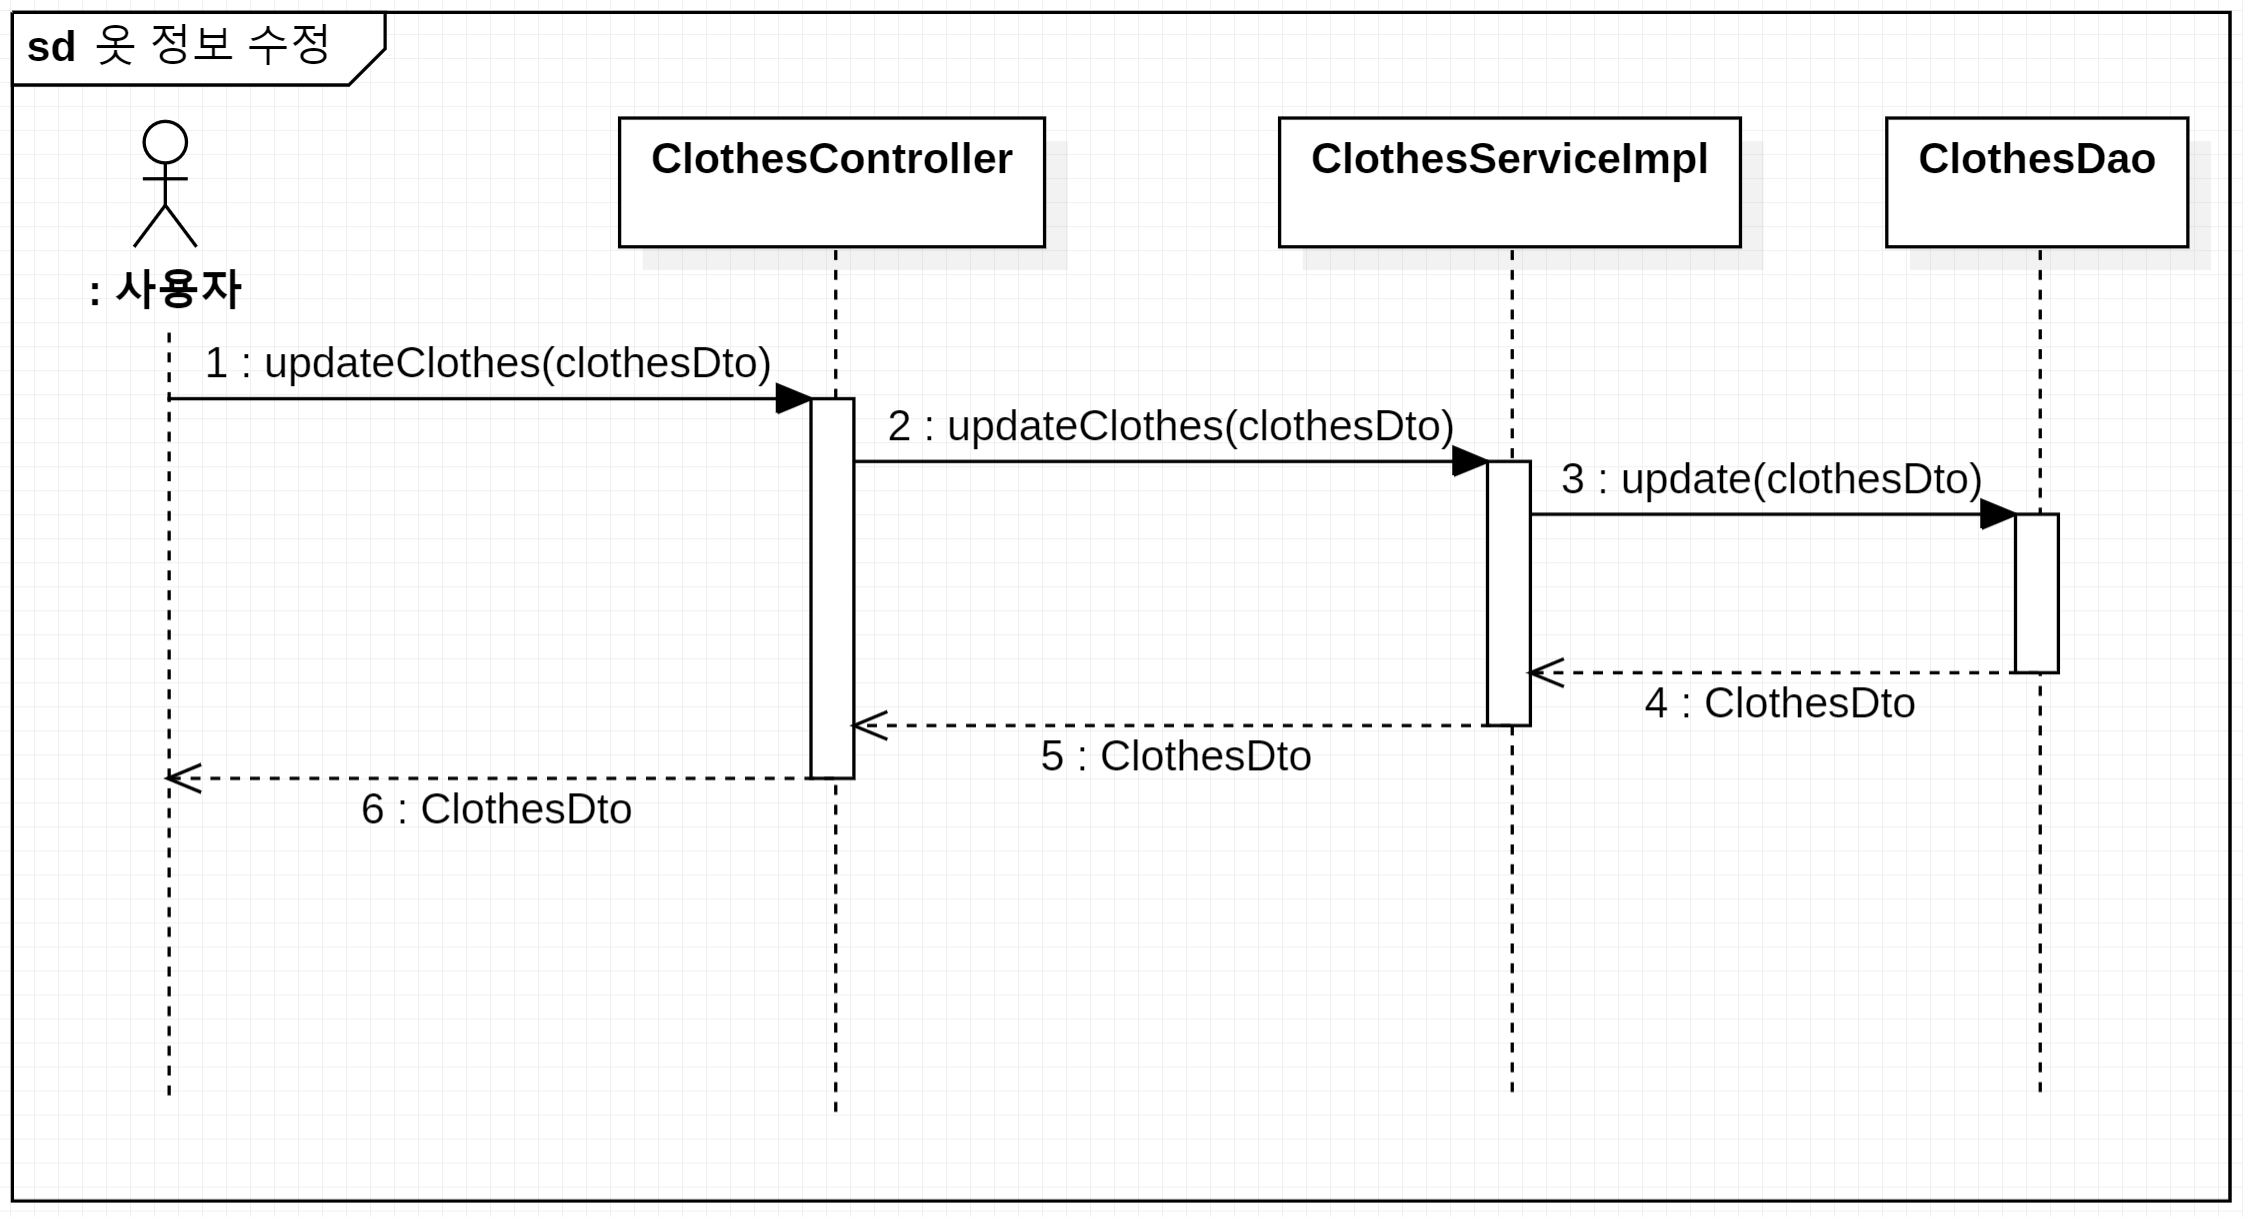 sd 옷 정보 수정
ClothesController
ClothesServiceImpl
ClothesDao
: 사용자
1 : updateClothes(clothesDto)
2 : updateClothes(clothesDto)
3 : update(clothesDto)
4 : ClothesDto
5 : ClothesDto
6 : ClothesDto